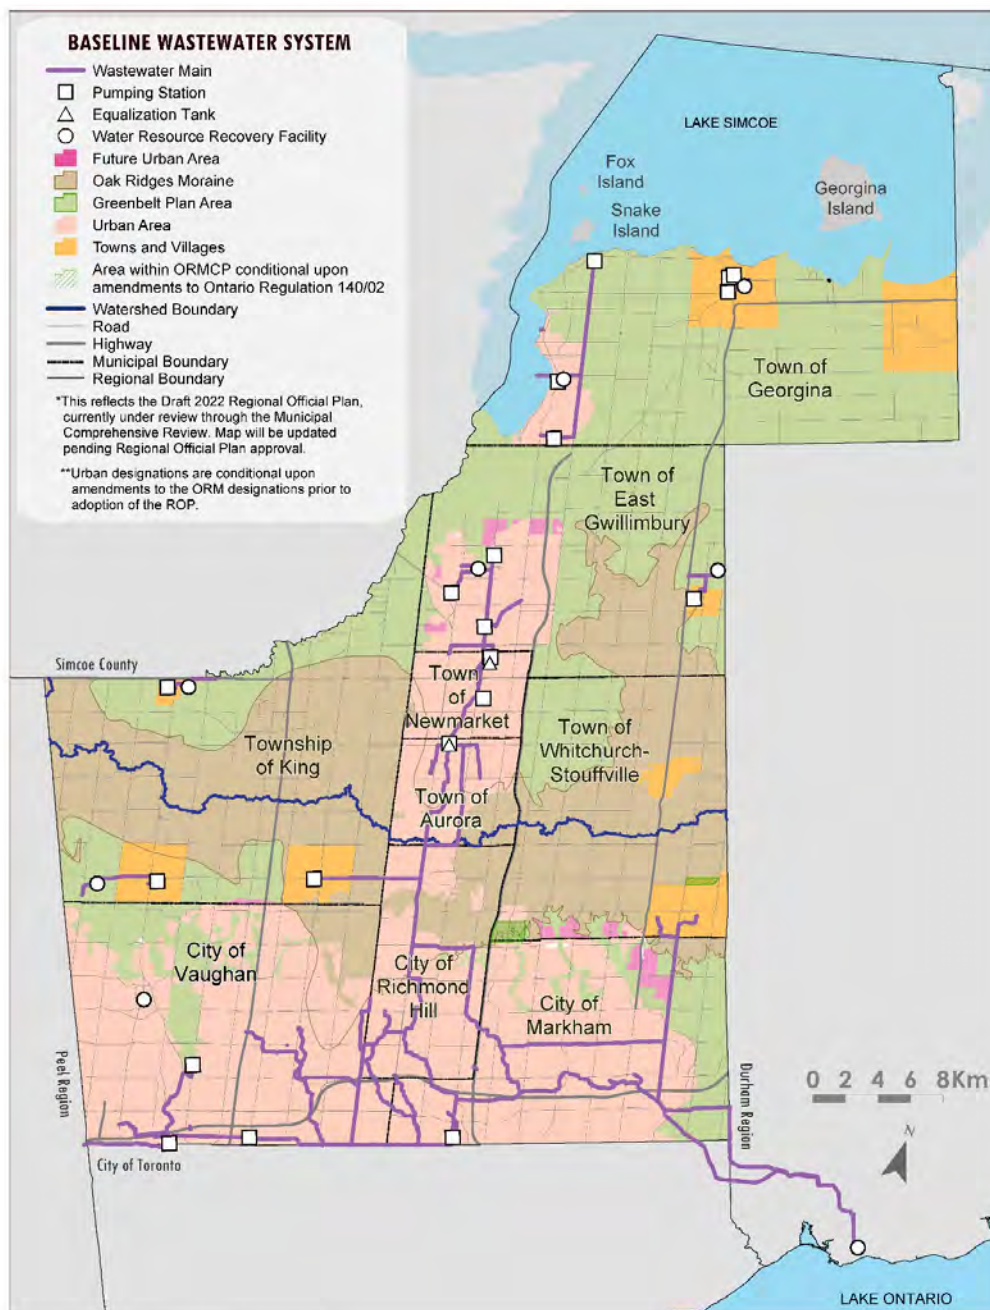 BASELINE WASTEWATER SYSTEM
Wastewater Main
Pumping Station
Equalization Tank
Water Resource Recovery Facility
Future Urban Area
Oak Ridges Moraine
Greenbelt Plan Area
Urban Area
Towns and Villages
Area within ORMCP conditional upon
amendments to Ontario Regulation 140/02
Watershed Boundary
Road
Highway
Municipal Boundary
Regional Boundary
*This reflects the Draft 2022 Regional Official Plan,
currently under review through the Municipal
Comprehensive Review. Map will be updated
pending Regional Official Plan approval.
**Urban designations are conditional upon
amendments to the ORM designations prior to
adoption of the ROP.
LAKE SIMCOE
Fox
Island
Georgina
Island
Snake
Island
Town of
Georgina
Town of
East
Gwillimbury
Simcoe County
Town
of
Newmarket
Township
of King
Town of
Whitchurch-
Stouffville
Town of
Aurora
City of
Vaughan
City of
Richmond
Hill
City of
Markham
Peel Region
Durham Region
0 2 4 6 8Km
N
City of Toronto
LAKE ONTARIO